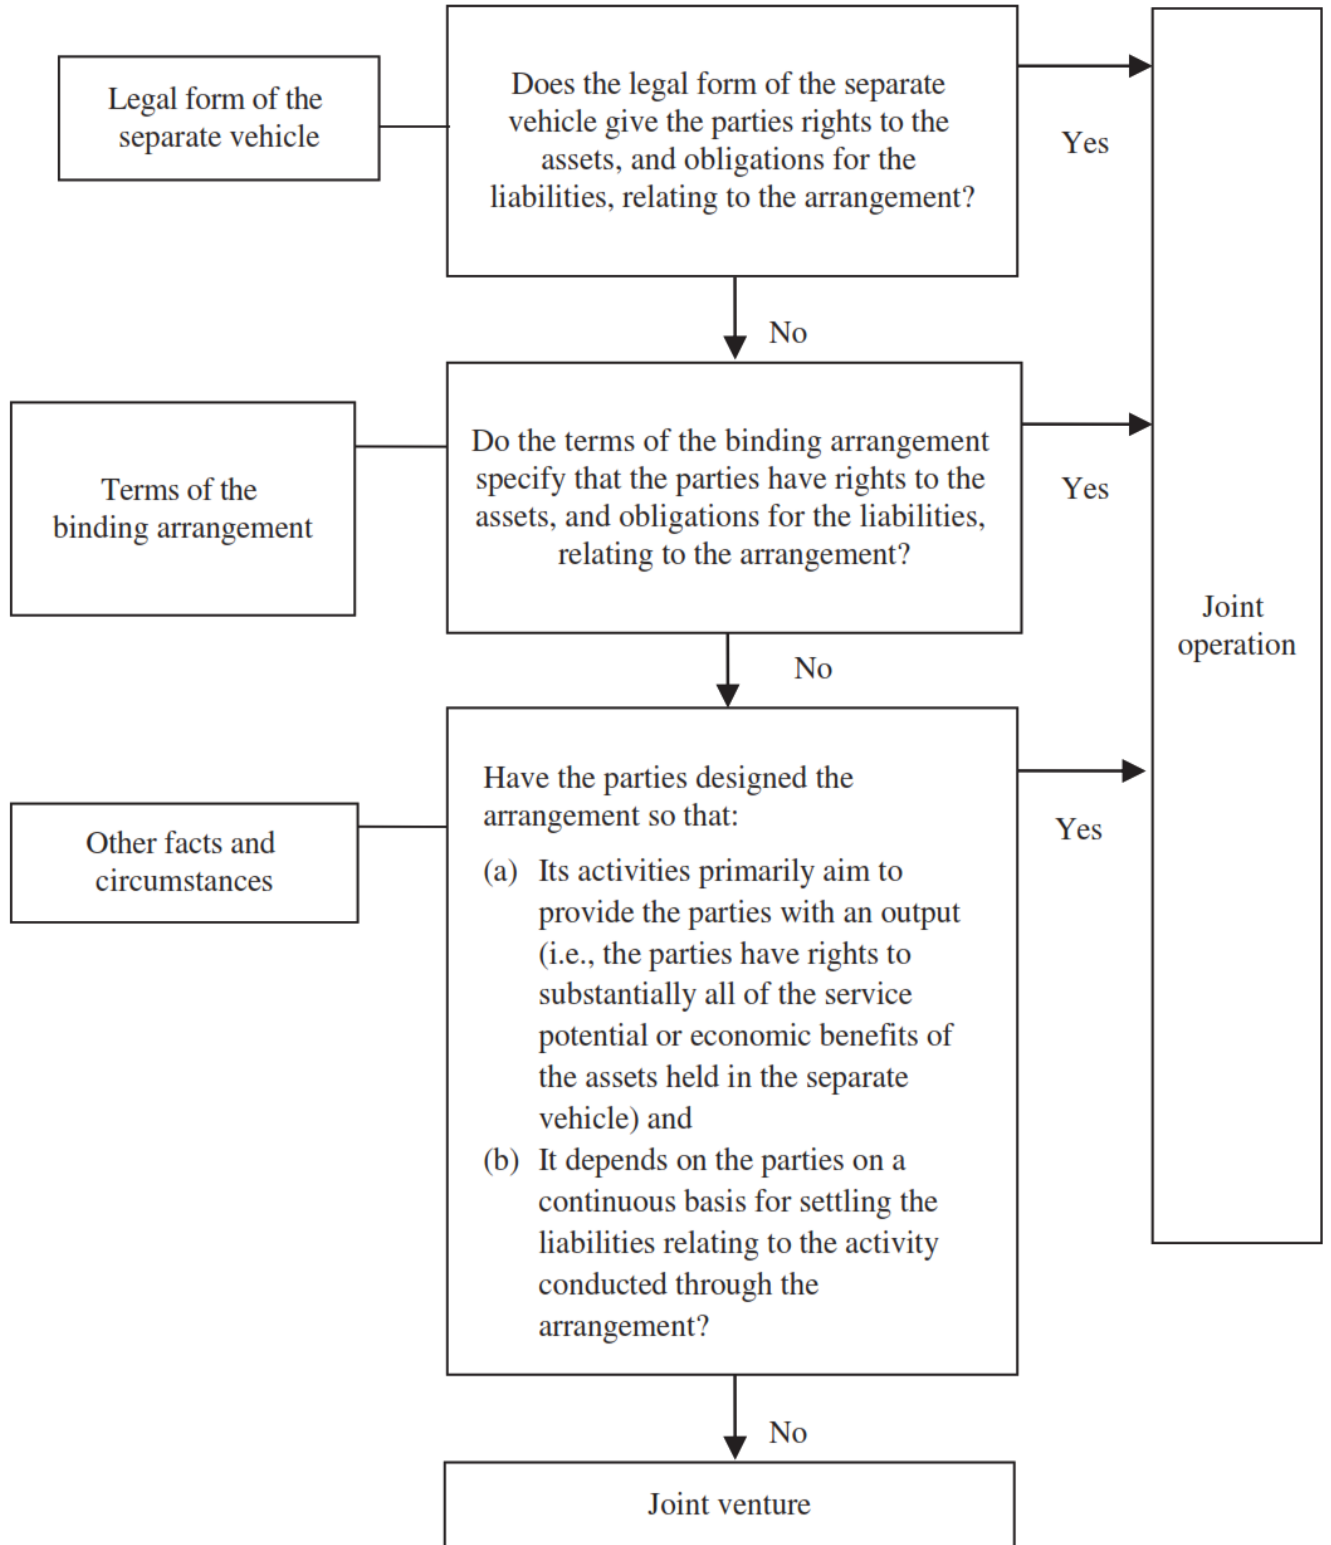 Legal form of the
separate vehicle
Does the legal form of the separate
vehicle give the parties rights to the
assets, and obligations for the
liabilities, relating to the arrangement?
Yes
No
Terms of the
binding arrangement
Do the terms of the binding arrangement
specify that the parties have rights to the
assets, and obligations for the liabilities,
relating to the arrangement?
Yes
Joint
operation
No
Other facts and
circumstances
Have the parties designed the
arrangement so that:
(a) Its activities primarily aim to
provide the parties with an output
(i.e., the parties have rights to
substantially all of the service
potential or economic benefits of
the assets held in the separate
vehicle) and
(b) It depends on the parties on a
continuous basis for settling the
liabilities relating to the activity
conducted through the
arrangement?
Yes
No
Joint venture